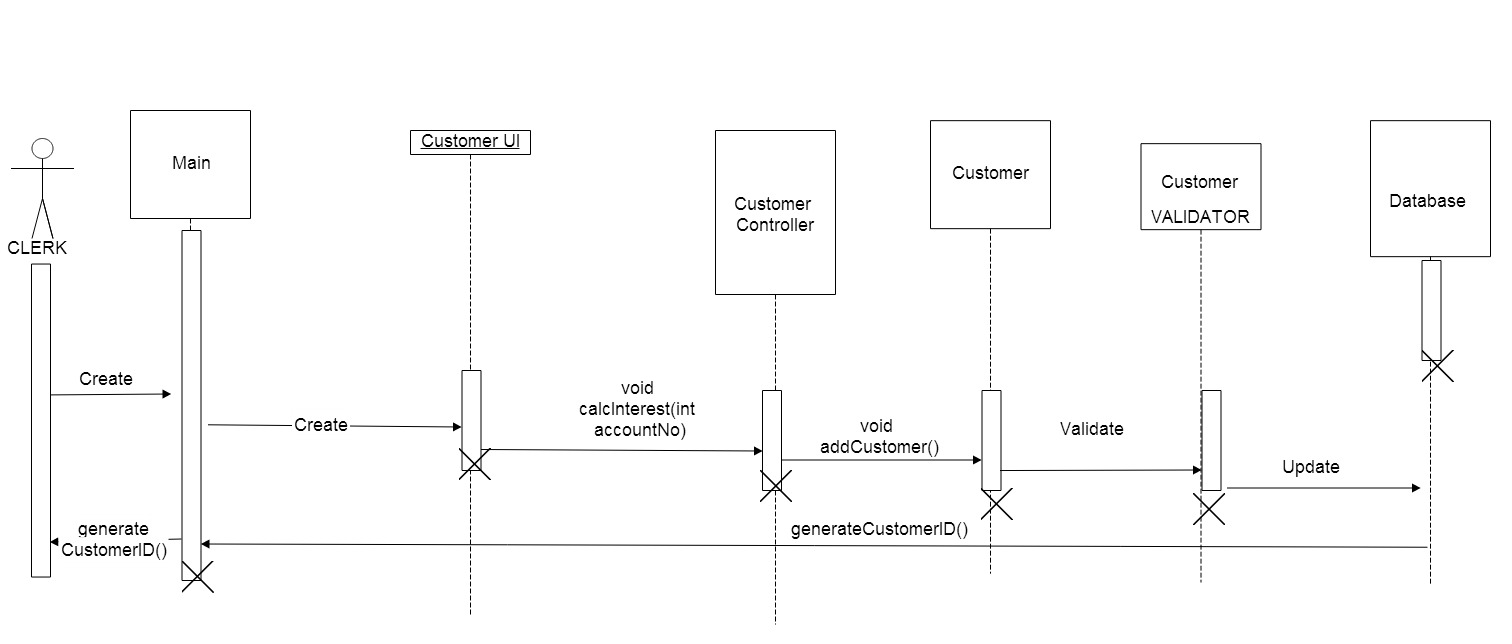 CLERK
Main
Customer UI
Customer
Controller
Customer
Customer
VALIDATOR
Database
Create
Create
void
calcInterest(int
accountNo)
void
addCustomer()
Validate
Update
generateCustomerID()
generate
CustomerID()